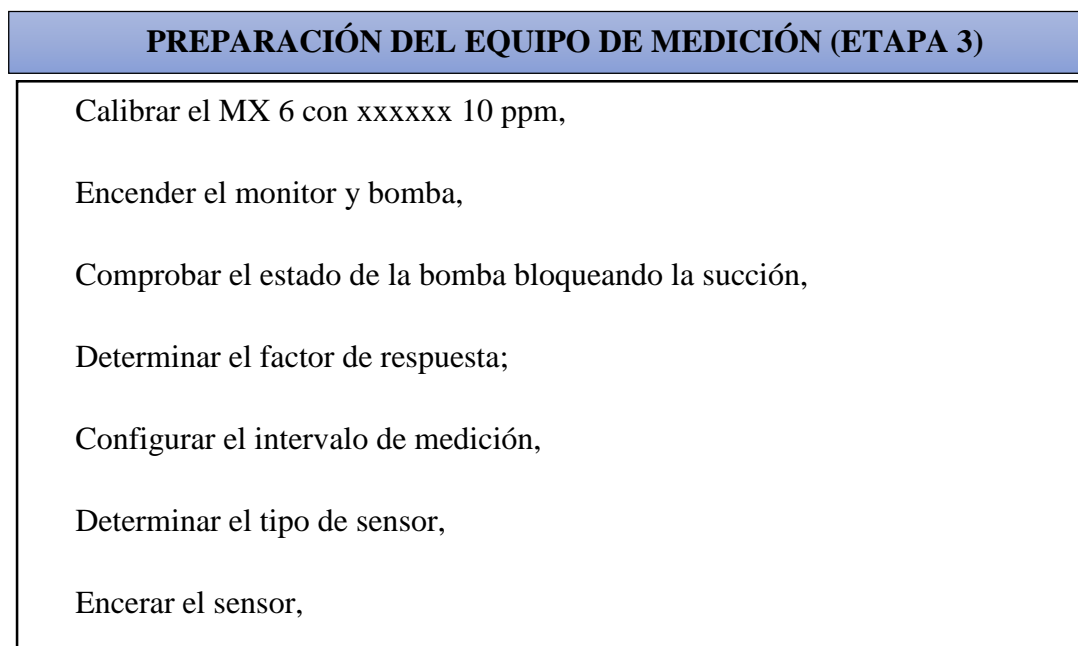 PREPARACIÓN DEL EQUIPO DE MEDICIÓN (ETAPA 3)
Calibrar el MX 6 con xxxxxx 10 ppm,
Encender el monitor y bomba,
Comprobar el estado de la bomba bloqueando la succión,
Determinar el factor de respuesta;
Configurar el intervalo de medición,
Determinar el tipo de sensor,
Encerar el sensor,